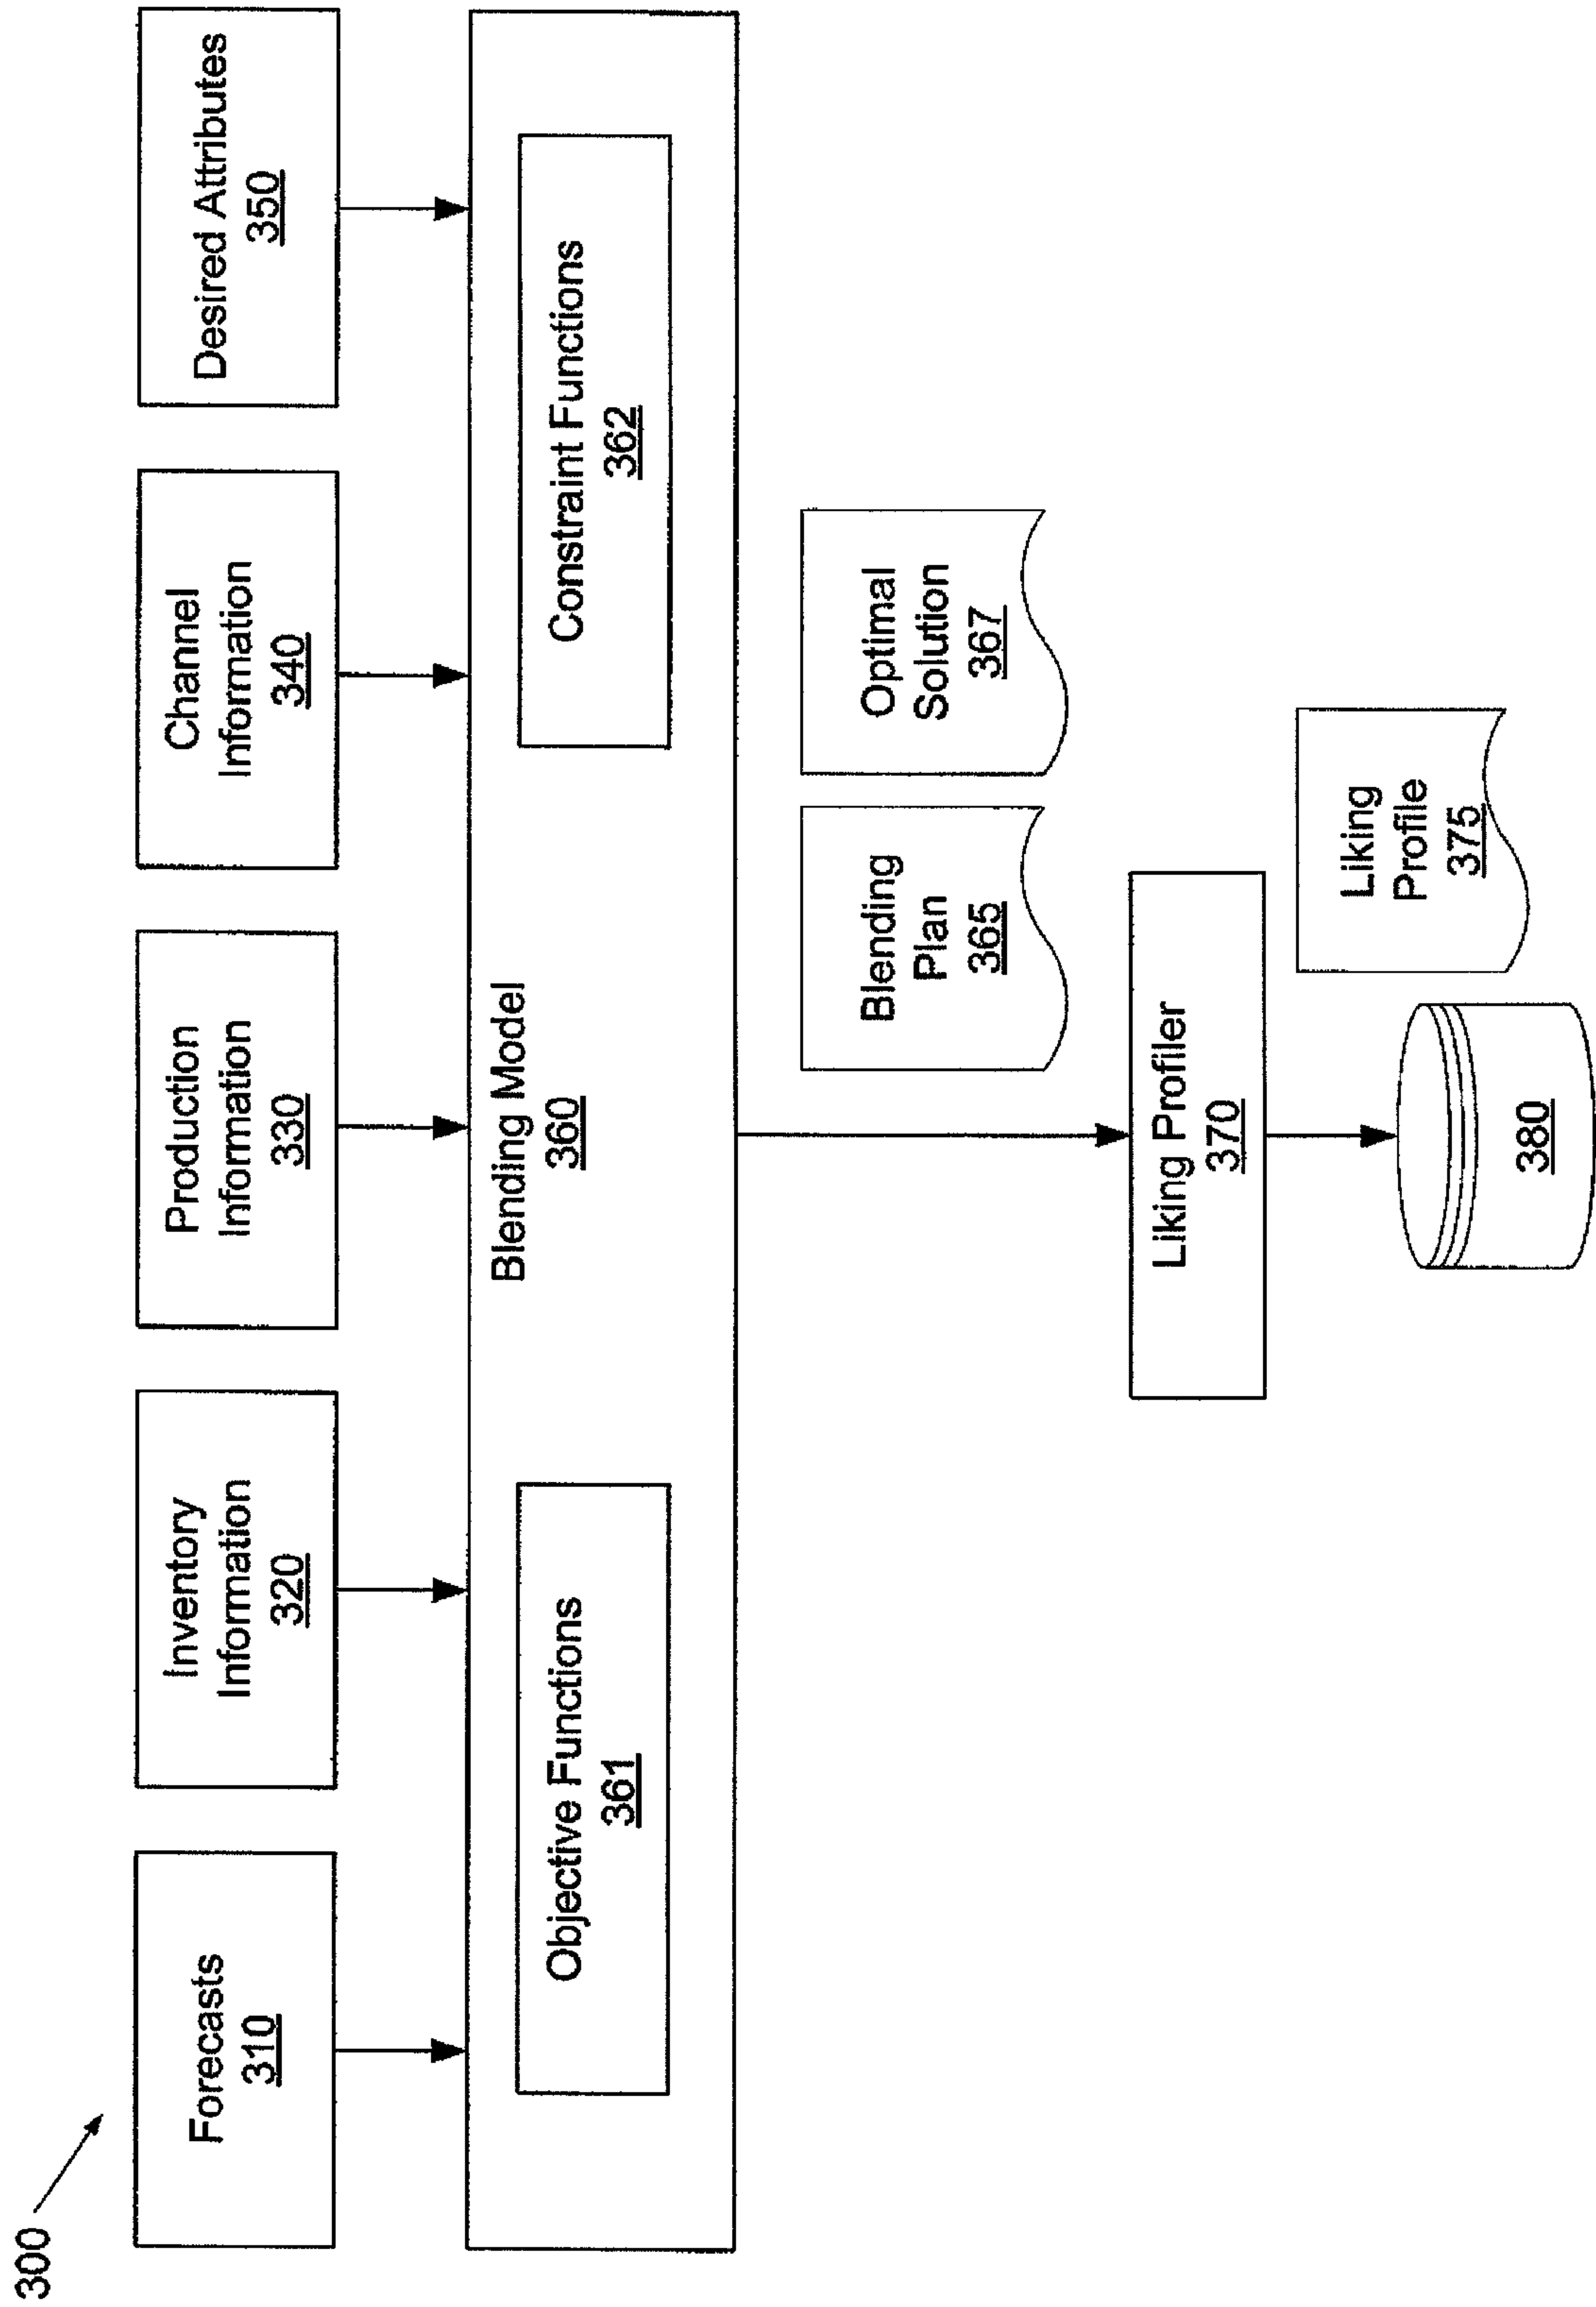 300
Forecasts
310
Inventory
Information
320
Production
Information
330
Channel
Information
340
Desired Attributes
350
Blending Model
360
Objective Functions
361
Constraint Functions
362
Blending
Plan
365
Optimal
Solution
367
Liking Profiler
370
Liking
Profile
375
380